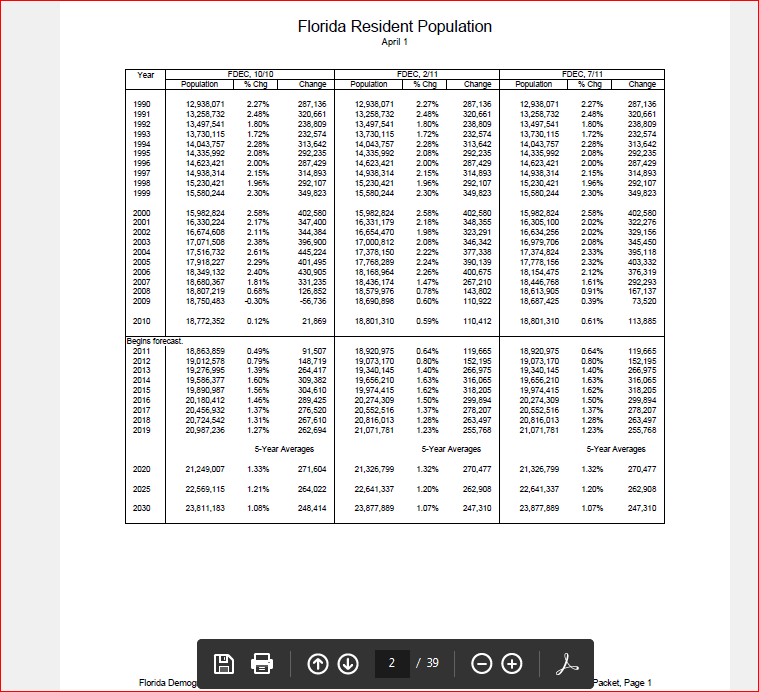 Florida Resident Population
April 1
Year FDEC, 10/10 FDEC, 2/11 FDEC, 7/11
Population % Chg Change Population % Chg Change Population % Chg Change
1990 12,938,071 2.27% 287,136 12,938,071 2.27% 287,136 12,938,071 2.27% 287,136
1991 13,258,732 2.48% 320,661 13,258,732 2.48% 320,661 13,258,732 2.48% 320,661
1992 13,497,541 1.80% 238,809 13,497,541 1.80% 238,809 13,497,541 1.80% 238,809
1993 13,730,115 1.72% 232,574 13,730,115 1.72% 232,574 13,730,115 1.72% 232,574
1994 14,043,757 2.28% 313,642 14,043,757 2.28% 313,642 14,043,757 2.28% 313,642
1995 14,335,992 2.08% 292,235 14,335,992 2.08% 292,235 14,335,992 2.08% 292,235
1996 14,623,421 2.00% 287,429 14,623,421 2.00% 287,429 14,623,421 2.00% 287,429
1997 14,938,314 2.15% 314,893 14,938,314 2.15% 314,893 14,938,314 2.15% 314,893
1998 15,230,421 1.96% 292,107 15,230,421 1.96% 292,107 15,230,421 1.96% 292,107
1999 15,580,244 2.30% 349,823 15,580,244 2.30% 349,823 15,580,244 2.30% 349,823
2000 15,982,824 2.58% 402,580 15,982,824 2.58% 402,580 15,982,824 2.58% 402,580
2001 16,330,224 2.17% 347,400 16,331,179 2.18% 348,355 16,305,100 2.02% 322,276
2002 16,674,608 2.11% 344,384 16,654,470 1.98% 323,291 16,634,256 2.02% 329,156
2003 17,071,508 2.38% 396,900 17,000,812 2.08% 346,342 16,979,706 2.08% 345,450
2004 17,516,732 2.61% 445,224 17,378,150 2.22% 377,338 17,374,824 2.33% 395,118
2005 17,918,227 2.29% 401,495 17,768,289 2.24% 390,139 17,778,156 2.32% 403,332
2006 18,349,132 2.40% 430,905 18,168,964 2.26% 400,675 18,154,475 2.12% 376,319
2007 18,680,367 1.81% 331,235 18,436,174 1.47% 267,210 18,446,768 1.61% 292,293
2008 18,807,219 0.68% 126,852 18,579,976 0.78% 143,802 18,613,905 0.91% 167,137
2009 18,750,483 -0.30% -56,736 18,690,898 0.60% 110,922 18,687,425 0.39% 73,520
2010 18,772,352 0.12% 21,869 18,801,310 0.59% 110,412 18,801,310 0.61% 113,885
Begins forecast.
2011 18,863,859 0.49% 91,507 18,920,975 0.64% 119,665 18,920,975 0.64% 119,665
2012 19,012,578 0.79% 148,719 19,073,170 0.80% 152,195 19,073,170 0.80% 152,195
2013 19,276,995 1.39% 264,417 19,340,145 1.40% 266,975 19,340,145 1.40% 266,975
2014 19,586,377 1.60% 309,382 19,656,210 1.63% 316,065 19,656,210 1.63% 316,065
2015 19,890,987 1.56% 304,610 19,974,415 1.62% 318,205 19,974,415 1.62% 318,205
2016 20,180,412 1.46% 289,425 20,274,309 1.50% 299,894 20,274,309 1.50% 299,894
2017 20,456,932 1.37% 276,520 20,552,516 1.37% 278,207 20,552,516 1.37% 278,207
2018 20,724,542 1.31% 267,610 20,816,013 1.28% 263,497 20,816,013 1.28% 263,497
2019 20,987,236 1.27% 262,694 21,071,781 1.23% 255,768 21,071,781 1.23% 255,768
5-Year Averages 5-Year Averages 5-Year Averages
2020 21,249,007 1.33% 271,604 21,326,799 1.32% 270,477 21,326,799 1.32% 270,477
2025 22,569,115 1.21% 264,022 22,641,337 1.20% 262,908 22,641,337 1.20% 262,908
2030 23,811,183 1.08% 248,414 23,877,889 1.07% 247,310 23,877,889 1.07% 247,310
2 / 39
Florida Demog Packet, Page 1